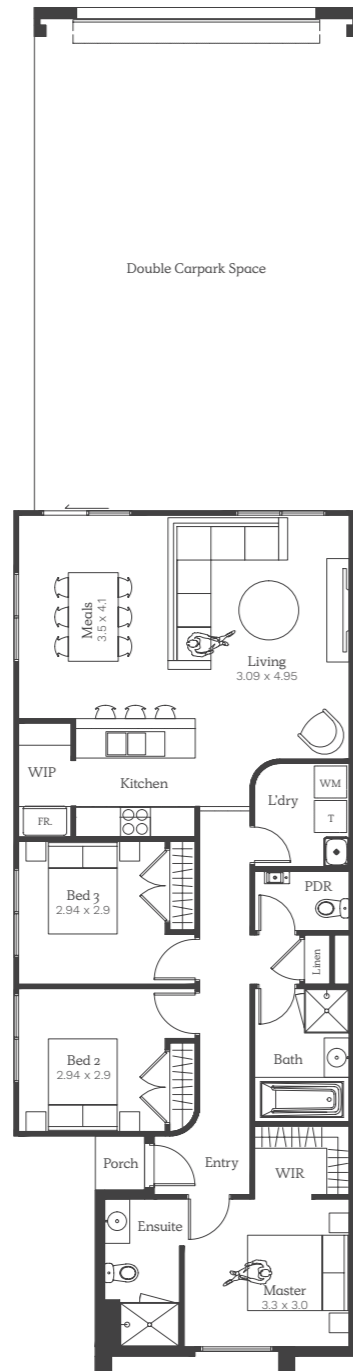 Double Carpark Space
Meals
3.5 x 4.1
Living
3.09 x 4.95
WIP
Kitchen
FR.
L'dry
WM
T
PDR
Bed 3
2.94 x 2.9
Linen
Bed 2
2.94 x 2.9
Bath
Porch
Entry
WIR
Ensuite
Master
3.3 x 3.0